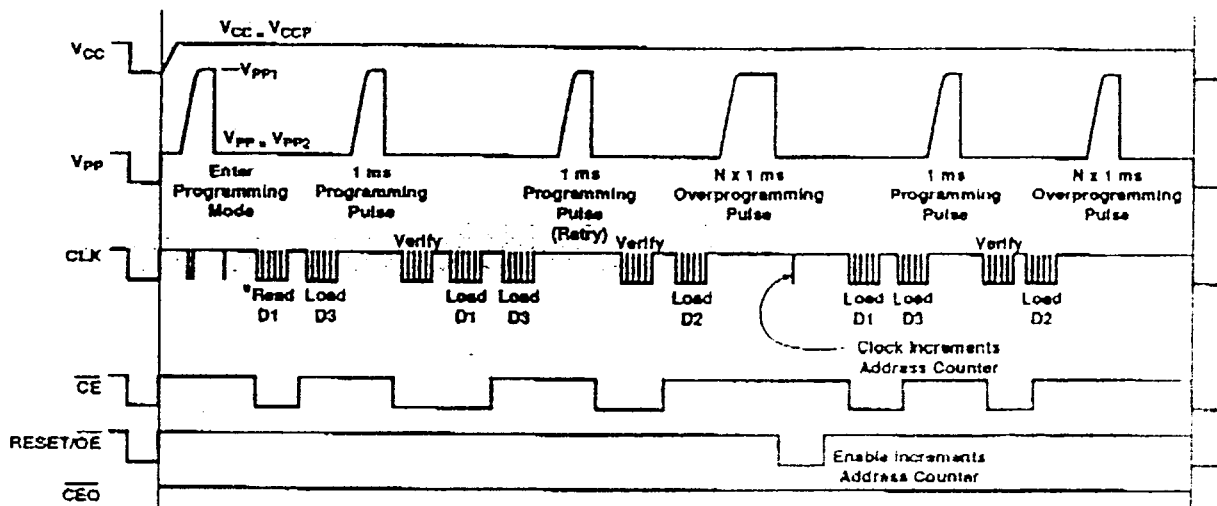 VCC = VCCP
VCC
VPP1
VPP = VPP2
VPP
Enter Programming Mode
1 ms Programming Pulse
1 ms Programming Pulse (Retry)
N x 1 ms Overprogramming Pulse
1 ms Programming Pulse
N x 1 ms Overprogramming Pulse
CLK
Verify
Verify
Verify
*Read D1
Load D3
Load D1
Load D3
Load D2
Load D1
Load D3
Load D2
Clock Increments Address Counter
CE
RESET/OE
Enable Increments Address Counter
CEO